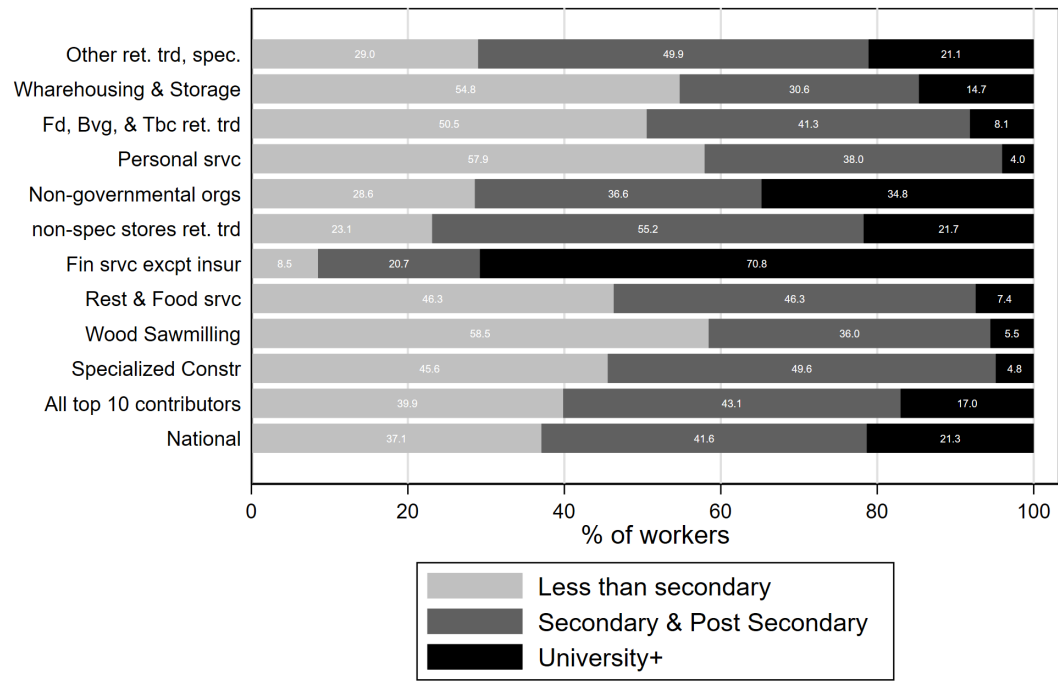 Other ret. trd, spec. 29.0 49.9 21.1
Wharehousing & Storage 54.8 30.6 14.7
Fd, Bvg, & Tbc ret. trd 50.5 41.3 8.1
Personal srvc 57.9 38.0 4.0
Non-governmental orgs 28.6 36.6 34.8
non-spec stores ret. trd 23.1 55.2 21.7
Fin srvc excpt insur 8.5 20.7 70.8
Rest & Food srvc 46.3 46.3 7.4
Wood Sawmilling 58.5 36.0 5.5
Specialized Constr 45.6 49.6 4.8
All top 10 contributors 39.9 43.1 17.0
National 37.1 41.6 21.3
0 20 40 60 80 100
% of workers
Less than secondary
Secondary & Post Secondary
University+